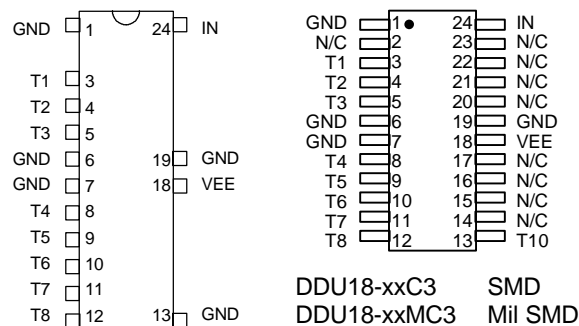 GND 1 24 IN
T1 3
T2 4
T3 5
GND 6 19 GND
GND 7 18 VEE
T4 8
T5 9
T6 10
T7 11
T8 12 13 GND
GND 1 24 IN
N/C 2 23 N/C
T1 3 22 N/C
T2 4 21 N/C
T3 5 20 N/C
GND 6 19 GND
GND 7 18 VEE
T4 8 17 N/C
T5 9 16 N/C
T6 10 15 N/C
T7 11 14 N/C
T8 12 13 T10
DDU18-xxC3 SMD
DDU18-xxMC3 Mil SMD